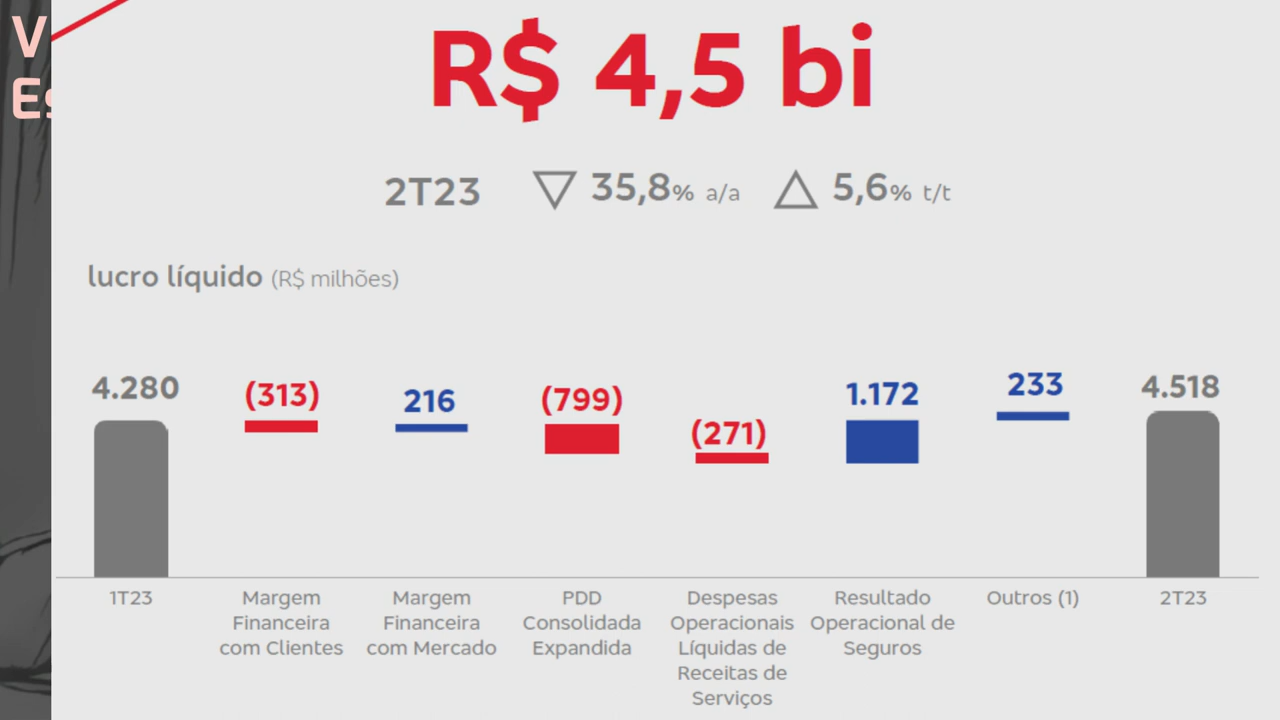 V
R$ 4,5 bi
2T23 ▽ 35,8% a/a △ 5,6% t/t
lucro líquido (R$ milhões)
4.280 (313) 216 (799) (271) 1.172 233 4.518
1T23
Margem
Financeira
com Clientes
Margem
Financeira
com Mercado
PDD
Consolidada
Expandida
Despesas
Operacionais
Líquidas de
Receitas de
Serviços
Resultado
Operacional de
Seguros
Outros (1)
2T23